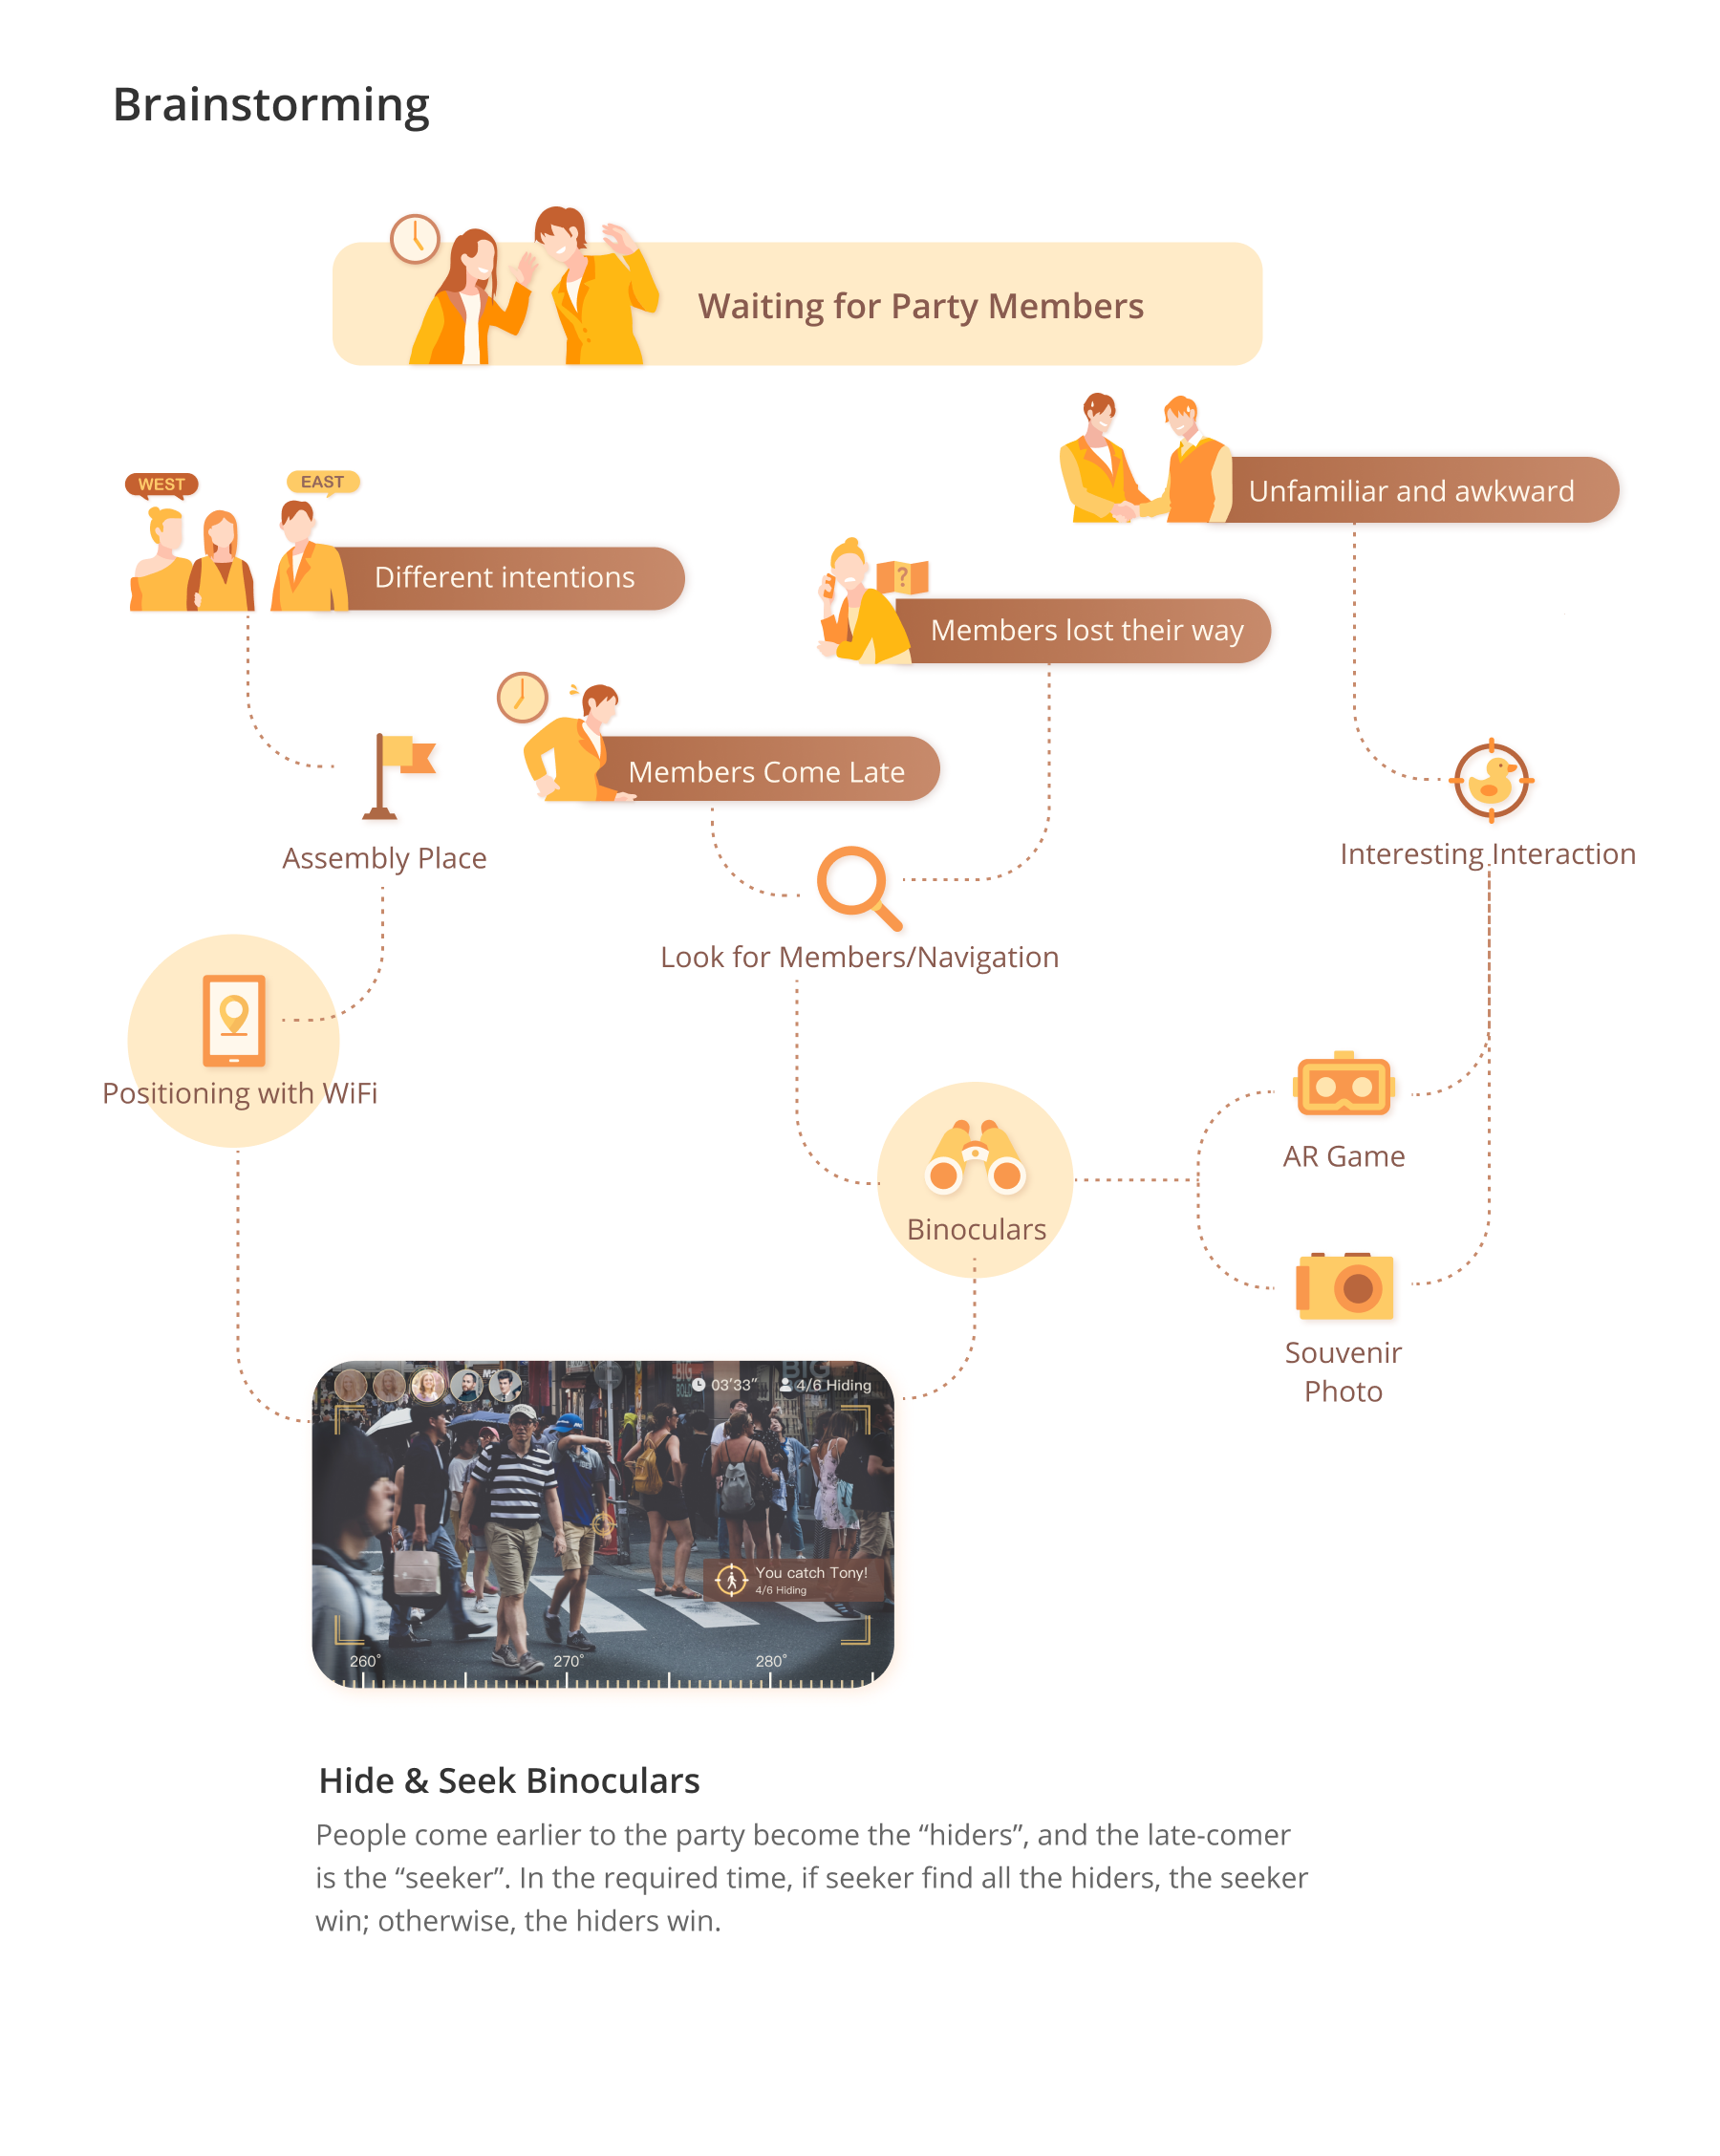 Brainstorming
Waiting for Party Members
Unfamiliar and awkward
WEST
EAST
Different intentions
?
Members lost their way
Members Come Late
Assembly Place
Interesting Interaction
Look for Members/Navigation
Positioning with WiFi
AR Game
Binoculars
Souvenir
Photo
BIG
BOLD
BIG
03’33”
4/6 Hiding
You catch Tony!
4/6 Hiding
260°
270°
280°
Hide & Seek Binoculars
People come earlier to the party become the “hiders”, and the late-comer
is the “seeker”. In the required time, if seeker find all the hiders, the seeker
win; otherwise, the hiders win.